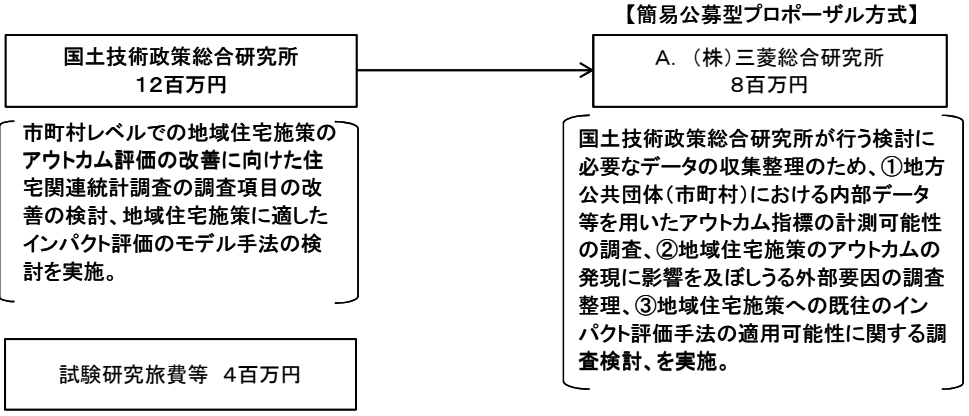 【簡易公募型プロポーザル方式】
国土技術政策総合研究所
12百万円
A. (株)三菱総合研究所
8百万円
市町村レベルでの地域住宅施策の
アウトカム評価の改善に向けた住
宅関連統計調査の調査項目の改
善の検討、地域住宅施策に適した
インパクト評価のモデル手法の検
討を実施。
国土技術政策総合研究所が行う検討に
必要なデータの収集整理のため、①地方
公共団体(市町村)における内部データ
等を用いたアウトカム指標の計測可能性
の調査、②地域住宅施策のアウトカムの
発現に影響を及ぼしうる外部要因の調査
整理、③地域住宅施策への既往のイン
パクト評価手法の適用可能性に関する調
査検討、を実施。
試験研究旅費等 4百万円